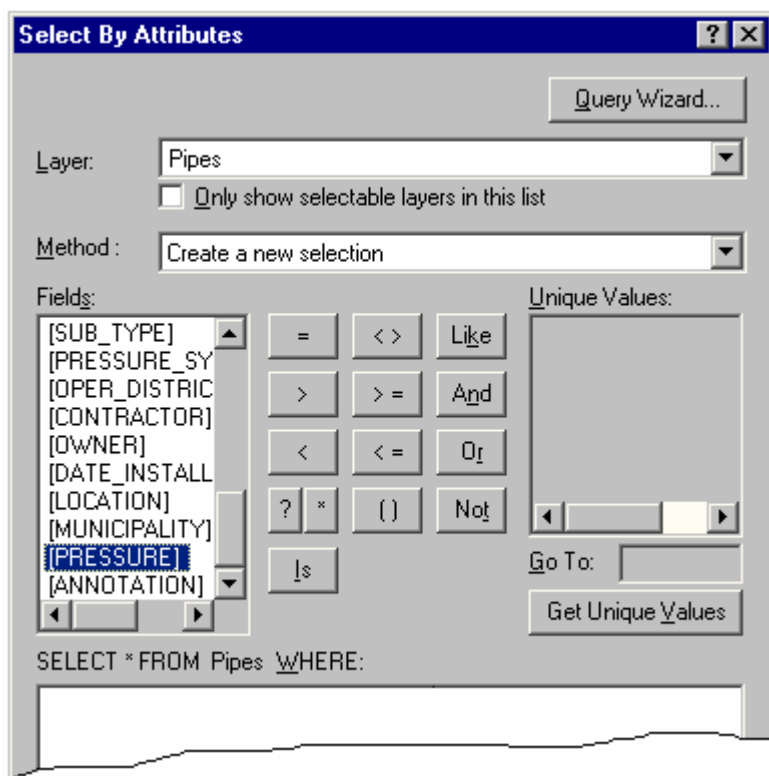 Select By Attributes
? ×
Query Wizard...
Layer: Pipes
Only show selectable layers in this list
Method : Create a new selection
Fields:
[SUB_TYPE]
[PRESSURE_SY
[OPER_DISTRIC
[CONTRACTOR]
[OWNER]
[DATE_INSTALL
[LOCATION]
[MUNICIPALITY]
[PRESSURE]
[ANNOTATION]
= < > Like
> > = And
< < = Or
? * ( ) Not
Is
Unique Values:
Go To:
Get Unique Values
SELECT * FROM Pipes WHERE: